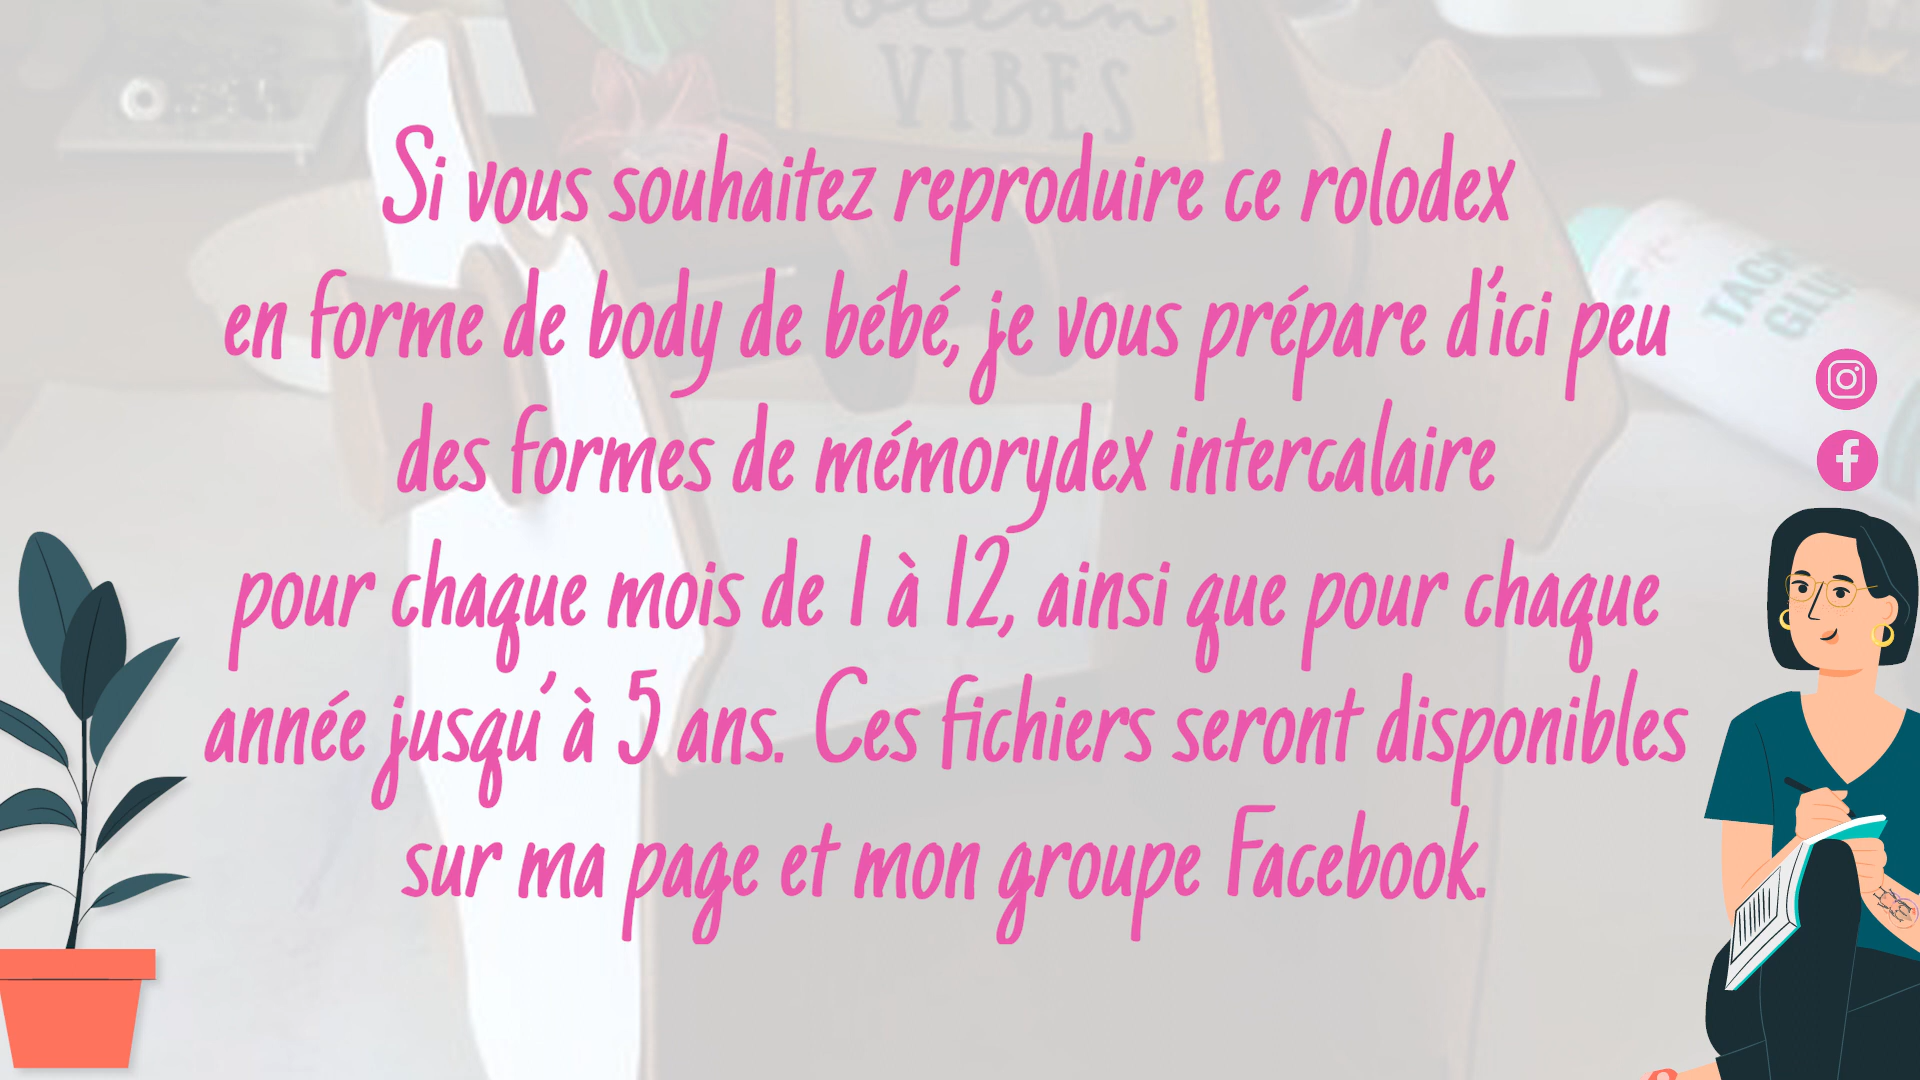 ocean
VIBES
Si vous souhaitez reproduire ce rolodex
en forme de body de bébé, je vous prépare d'ici peu
des formes de mémorydex intercalaire
pour chaque mois de 1 à 12, ainsi que pour chaque
année jusqu'à 5 ans. Ces fichiers seront disponibles
sur ma page et mon groupe Facebook.